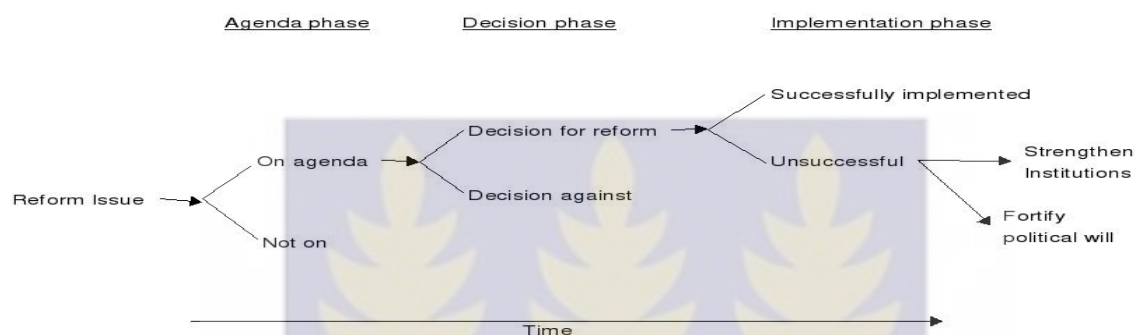 Agenda phase
Decision phase
Implementation phase
Successfully implemented
Decision for reform
On agenda
Unsuccessful
Strengthen
Institutions
Decision against
Reform Issue
Not on
Fortify
political will
Time